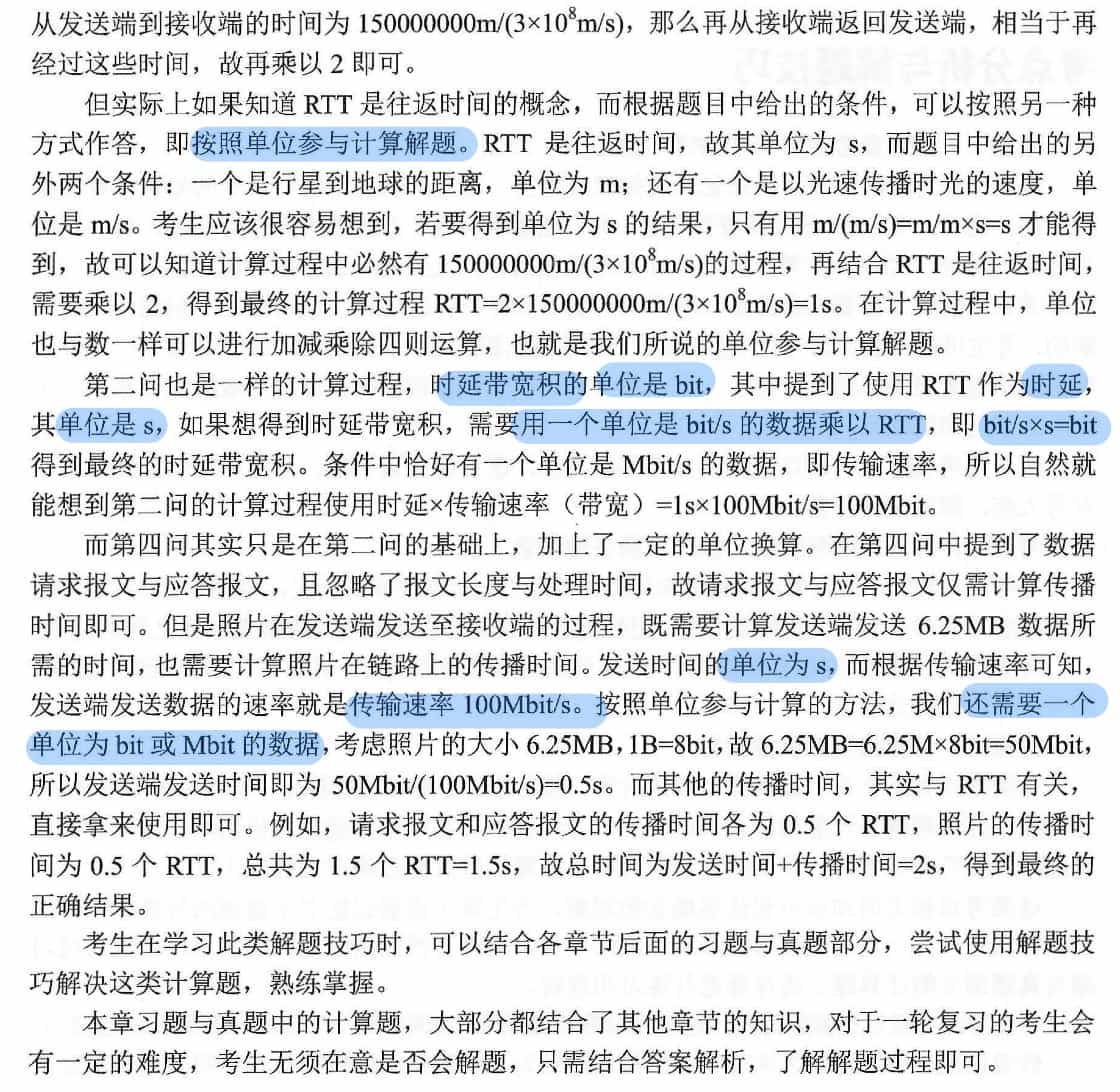 从发送端到接收端的时间为 150000000m/(3×10⁸m/s)，那么再从接收端返回发送端，相当于再
经过这些时间，故再乘以 2 即可。
但实际上如果知道 RTT 是往返时间的概念，而根据题目中给出的条件，可以按照另一种
方式作答，即按照单位参与计算解题。RTT 是往返时间，故其单位为 s，而题目中给出的另
外两个条件：一个是行星到地球的距离，单位为 m；还有一个是以光速传播时光的速度，单
位是 m/s。考生应该很容易想到，若要得到单位为 s 的结果，只有用 m/(m/s)=m/m×s=s 才能得
到，故可以知道计算过程中必然有 150000000m/(3×10⁸m/s)的过程，再结合 RTT 是往返时间，
需要乘以 2，得到最终的计算过程 RTT=2×150000000m/(3×10⁸m/s)=1s。在计算过程中，单位
也与数一样可以进行加减乘除四则运算，也就是我们所说的单位参与计算解题。
第二问也是一样的计算过程，时延带宽积的单位是 bit，其中提到了使用 RTT 作为时延，
其单位是 s，如果想得到时延带宽积，需要用一个单位是 bit/s 的数据乘以 RTT，即 bit/s×s=bit
得到最终的时延带宽积。条件中恰好有一个单位是 Mbit/s 的数据，即传输速率，所以自然就
能想到第二问的计算过程使用时延×传输速率（带宽）=1s×100Mbit/s=100Mbit。
而第四问其实只是在第二问的基础上，加上了一定的单位换算。在第四问中提到了数据
请求报文与应答报文，且忽略了报文长度与处理时间，故请求报文与应答报文仅需计算传播
时间即可。但是照片在发送端发送至接收端的过程，既需要计算发送端发送 6.25MB 数据所
需的时间，也需要计算照片在链路上的传播时间。发送时间的单位为 s，而根据传输速率可知，
发送端发送数据的速率就是传输速率 100Mbit/s。按照单位参与计算的方法，我们还需要一个
单位为 bit 或 Mbit 的数据，考虑照片的大小 6.25MB，1B=8bit，故 6.25MB=6.25M×8bit=50Mbit，
所以发送端发送时间即为 50Mbit/(100Mbit/s)=0.5s。而其他的传播时间，其实与 RTT 有关，
直接拿来使用即可。例如，请求报文和应答报文的传播时间各为 0.5 个 RTT，照片的传播时
间为 0.5 个 RTT，总共为 1.5 个 RTT=1.5s，故总时间为发送时间+传播时间=2s，得到最终的
正确结果。
考生在学习此类解题技巧时，可以结合各章节后面的习题与真题部分，尝试使用解题技
巧解决这类计算题，熟练掌握。
本章习题与真题中的计算题，大部分都结合了其他章节的知识，对于一轮复习的考生会
有一定的难度，考生无须在意是否会解题，只需结合答案解析，了解解题过程即可。